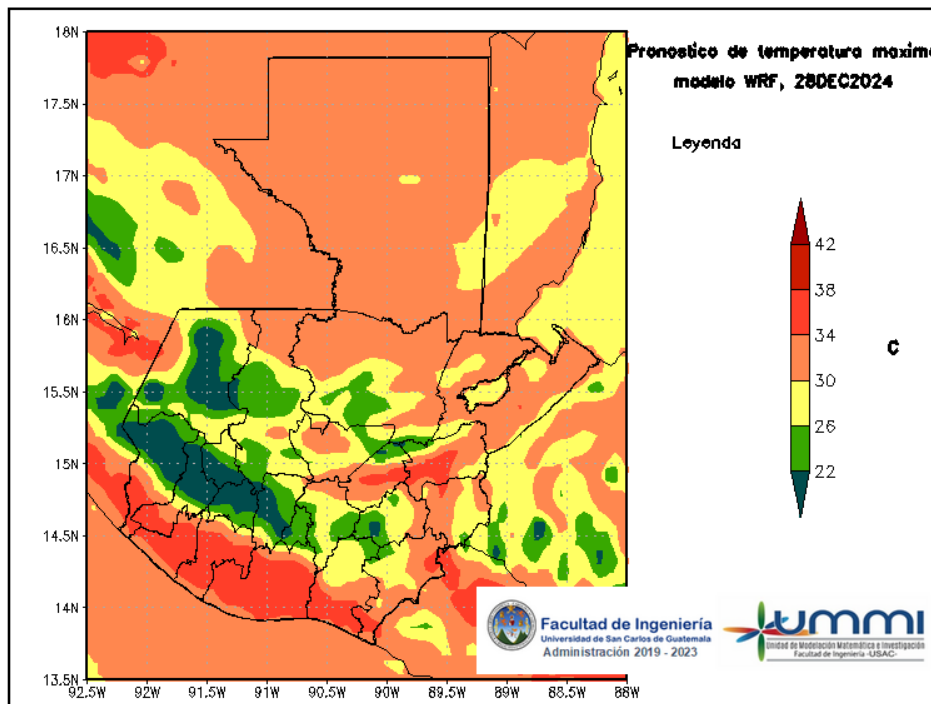 Pronostico de temperatura maxima
modelo WRF, 28DEC2024
Leyenda
18N
17.5N
17N
16.5N
16N
15.5N
15N
14.5N
14N
13.5N
92.5W
92W
91.5W
91W
90.5W
90W
89.5W
89W
88.5W
88W
42
38
34
30
26
22
C
Facultad de Ingeniería
Universidad de San Carlos de Guatemala
Administración 2019 - 2023
ummi
Unidad de Modelación Matemática e Investigación
Facultad de Ingeniería -USAC-